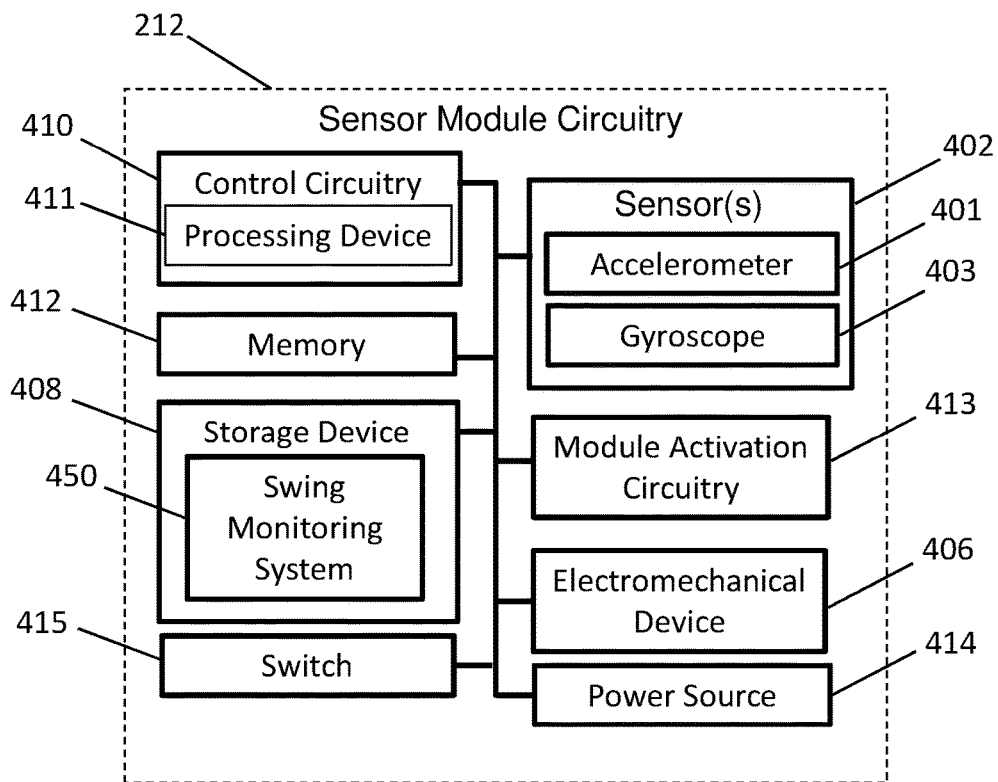 212
Sensor Module Circuitry
410
Control Circuitry
411
Processing Device
412
Memory
408
Storage Device
450
Swing
Monitoring
System
415
Switch
402
Sensor(s)
401
Accelerometer
403
Gyroscope
413
Module Activation
Circuitry
406
Electromechanical
Device
414
Power Source